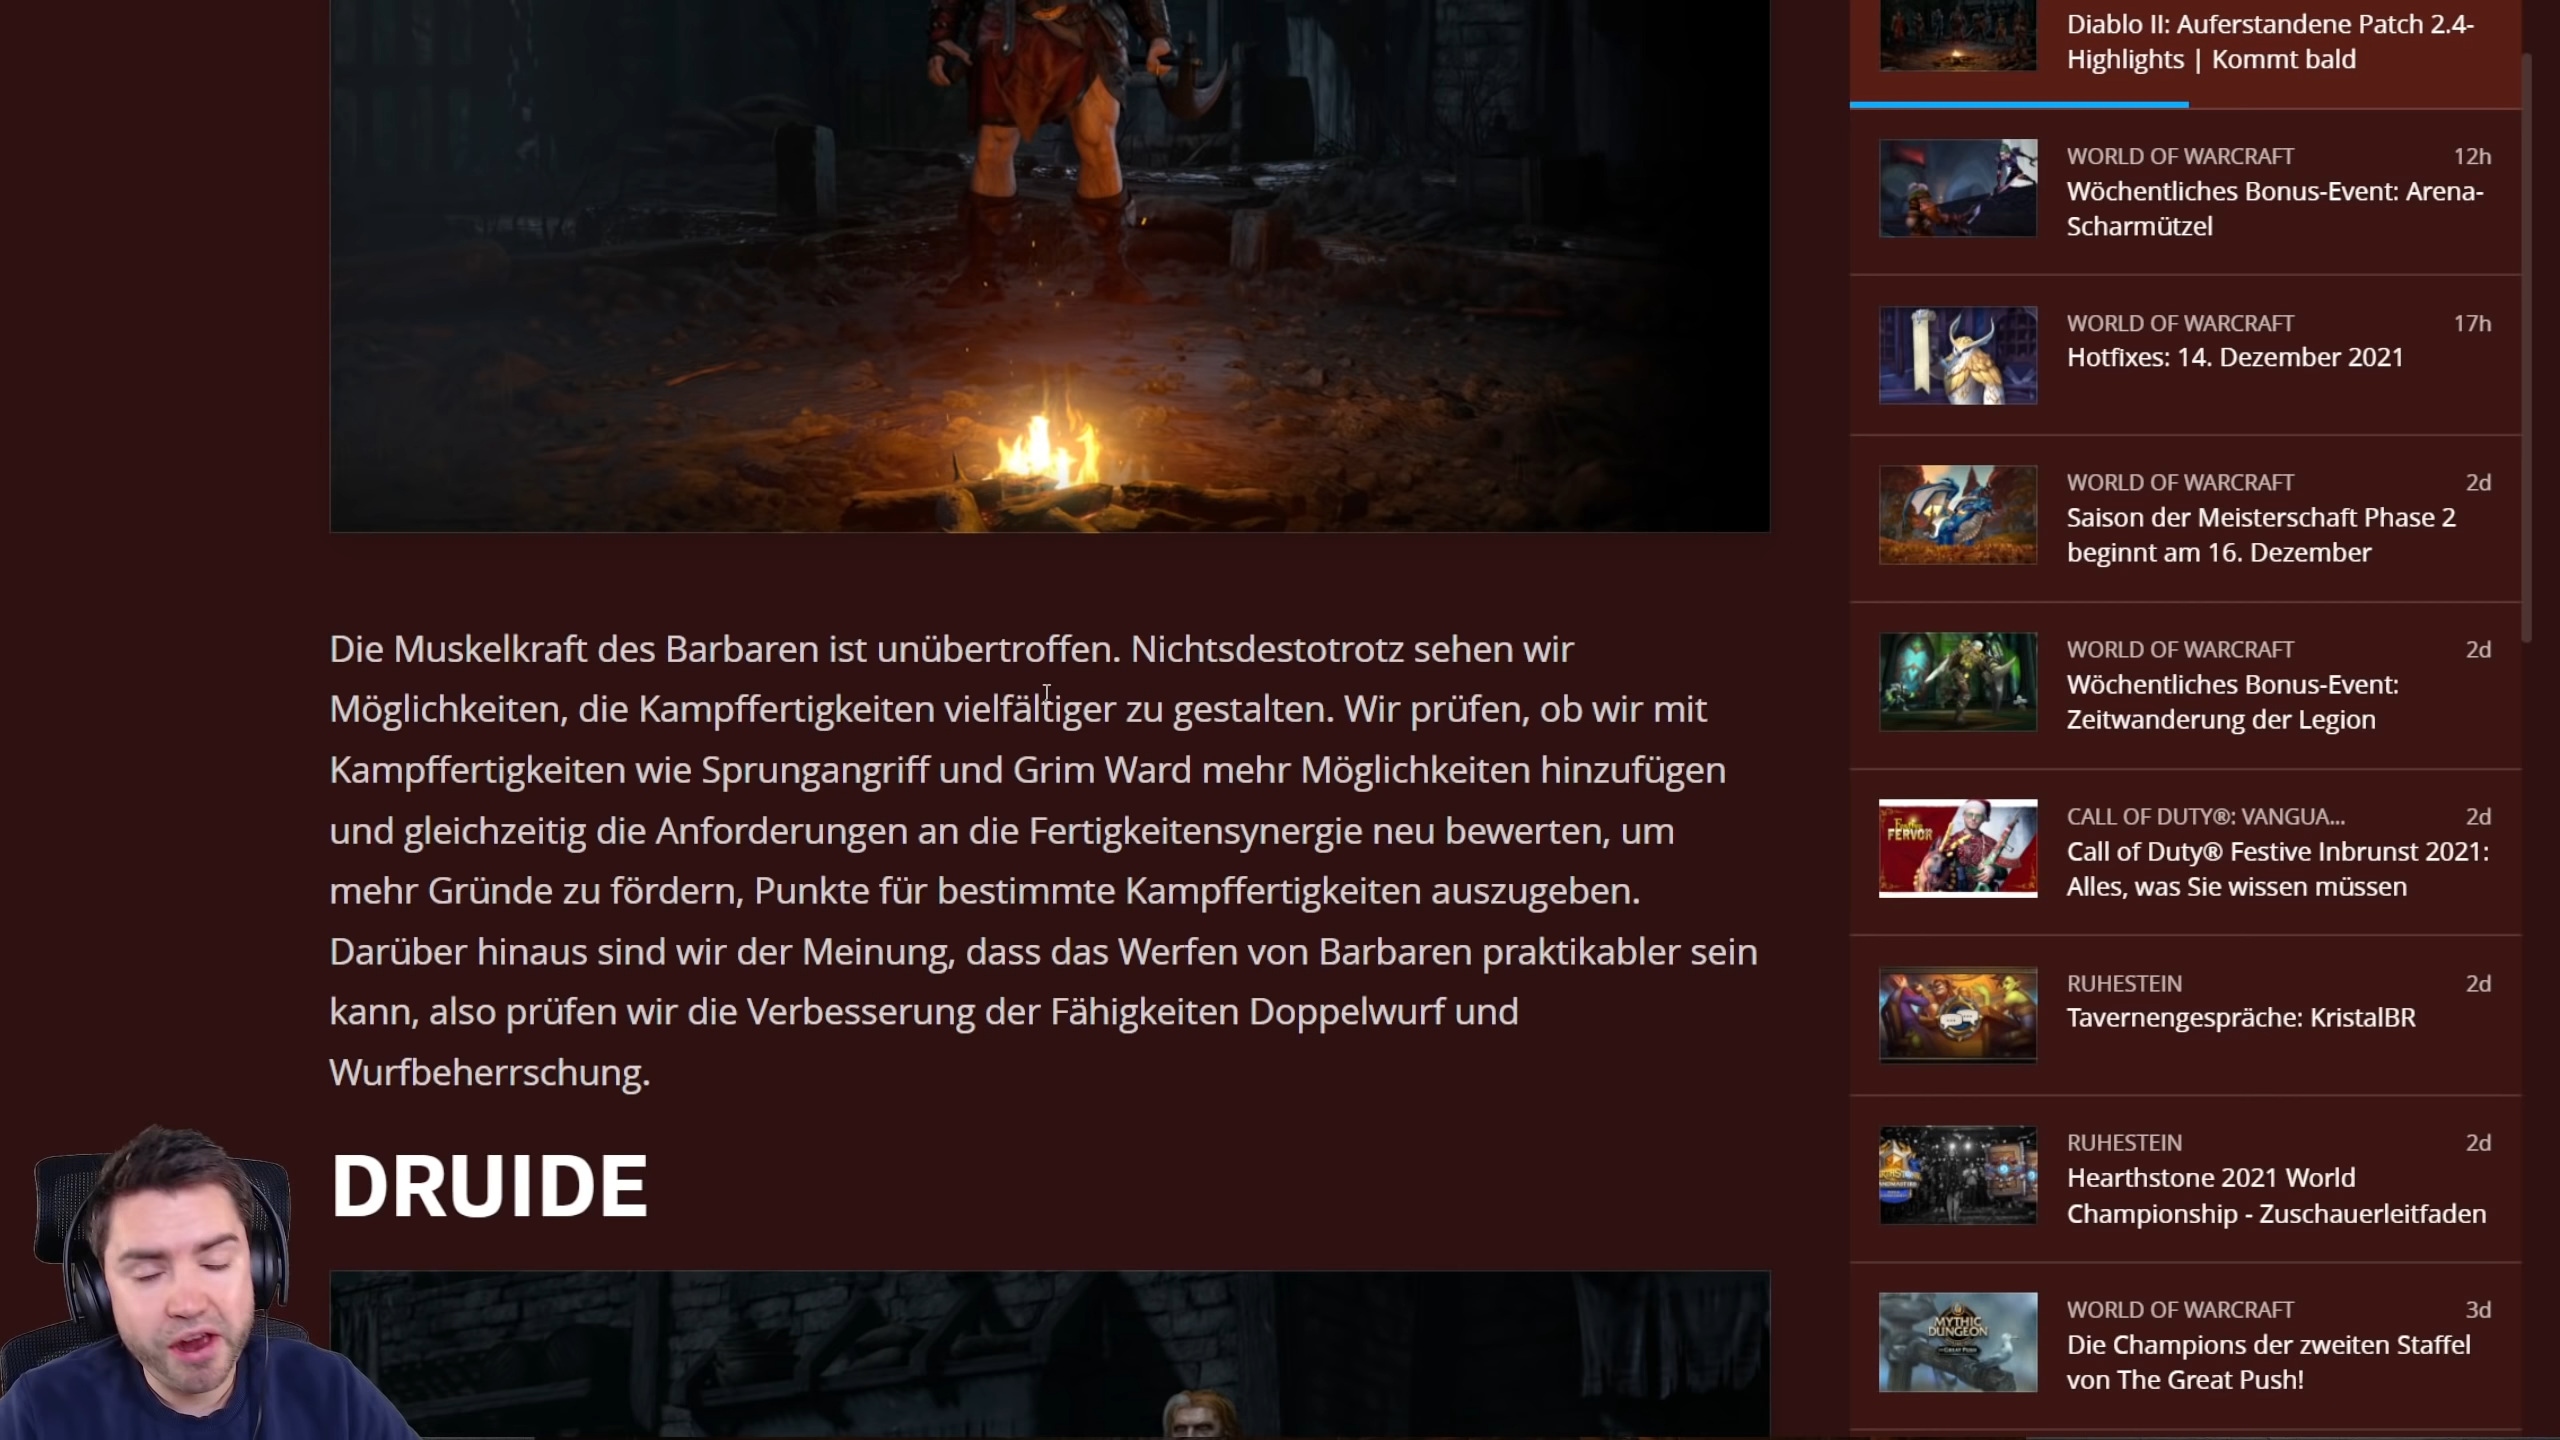 Die Muskelkraft des Barbaren ist unübertroffen. Nichtsdestotrotz sehen wir
Möglichkeiten, die Kampffertigkeiten vielfältiger zu gestalten. Wir prüfen, ob wir mit
Kampffertigkeiten wie Sprungangriff und Grim Ward mehr Möglichkeiten hinzufügen
und gleichzeitig die Anforderungen an die Fertigkeitensynergie neu bewerten, um
mehr Gründe zu fördern, Punkte für bestimmte Kampffertigkeiten auszugeben.
Darüber hinaus sind wir der Meinung, dass das Werfen von Barbaren praktikabler sein
kann, also prüfen wir die Verbesserung der Fähigkeiten Doppelwurf und
Wurfbeherrschung.
DRUIDE
Diablo II: Auferstandene Patch 2.4-
Highlights | Kommt bald
WORLD OF WARCRAFT 12h
Wöchentliches Bonus-Event: Arena-
Scharmützel
WORLD OF WARCRAFT 17h
Hotfixes: 14. Dezember 2021
WORLD OF WARCRAFT 2d
Saison der Meisterschaft Phase 2
beginnt am 16. Dezember
WORLD OF WARCRAFT 2d
Wöchentliches Bonus-Event:
Zeitwanderung der Legion
FERVOR
CALL OF DUTY®: VANGUA... 2d
Call of Duty® Festive Inbrunst 2021:
Alles, was Sie wissen müssen
RUHESTEIN 2d
Tavernengespräche: KristalBR
RUHESTEIN 2d
Hearthstone 2021 World
Championship - Zuschauerleitfaden
MYTHIC
DUNGEON
WORLD OF WARCRAFT 3d
Die Champions der zweiten Staffel
von The Great Push!